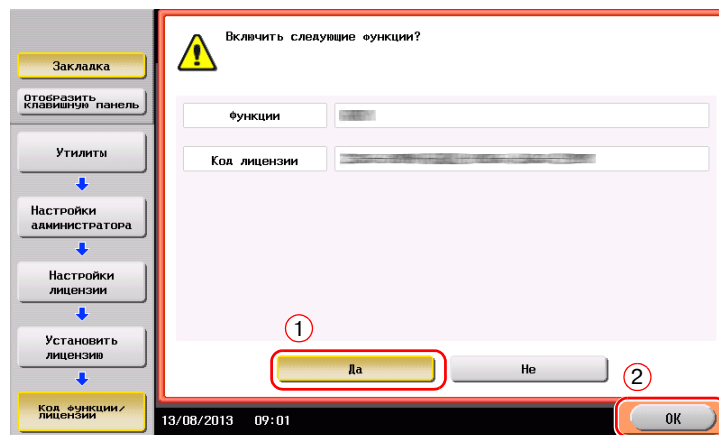 Закладка
Отобразить
клавишную панель
Утилиты
Настройки
администратора
Настройки
лицензии
Установить
лицензию
Код функции/
лицензии
Включить следующие функции?
Функции
Код лицензии
1
Да
Не
2
13/08/2013 09:01
OK